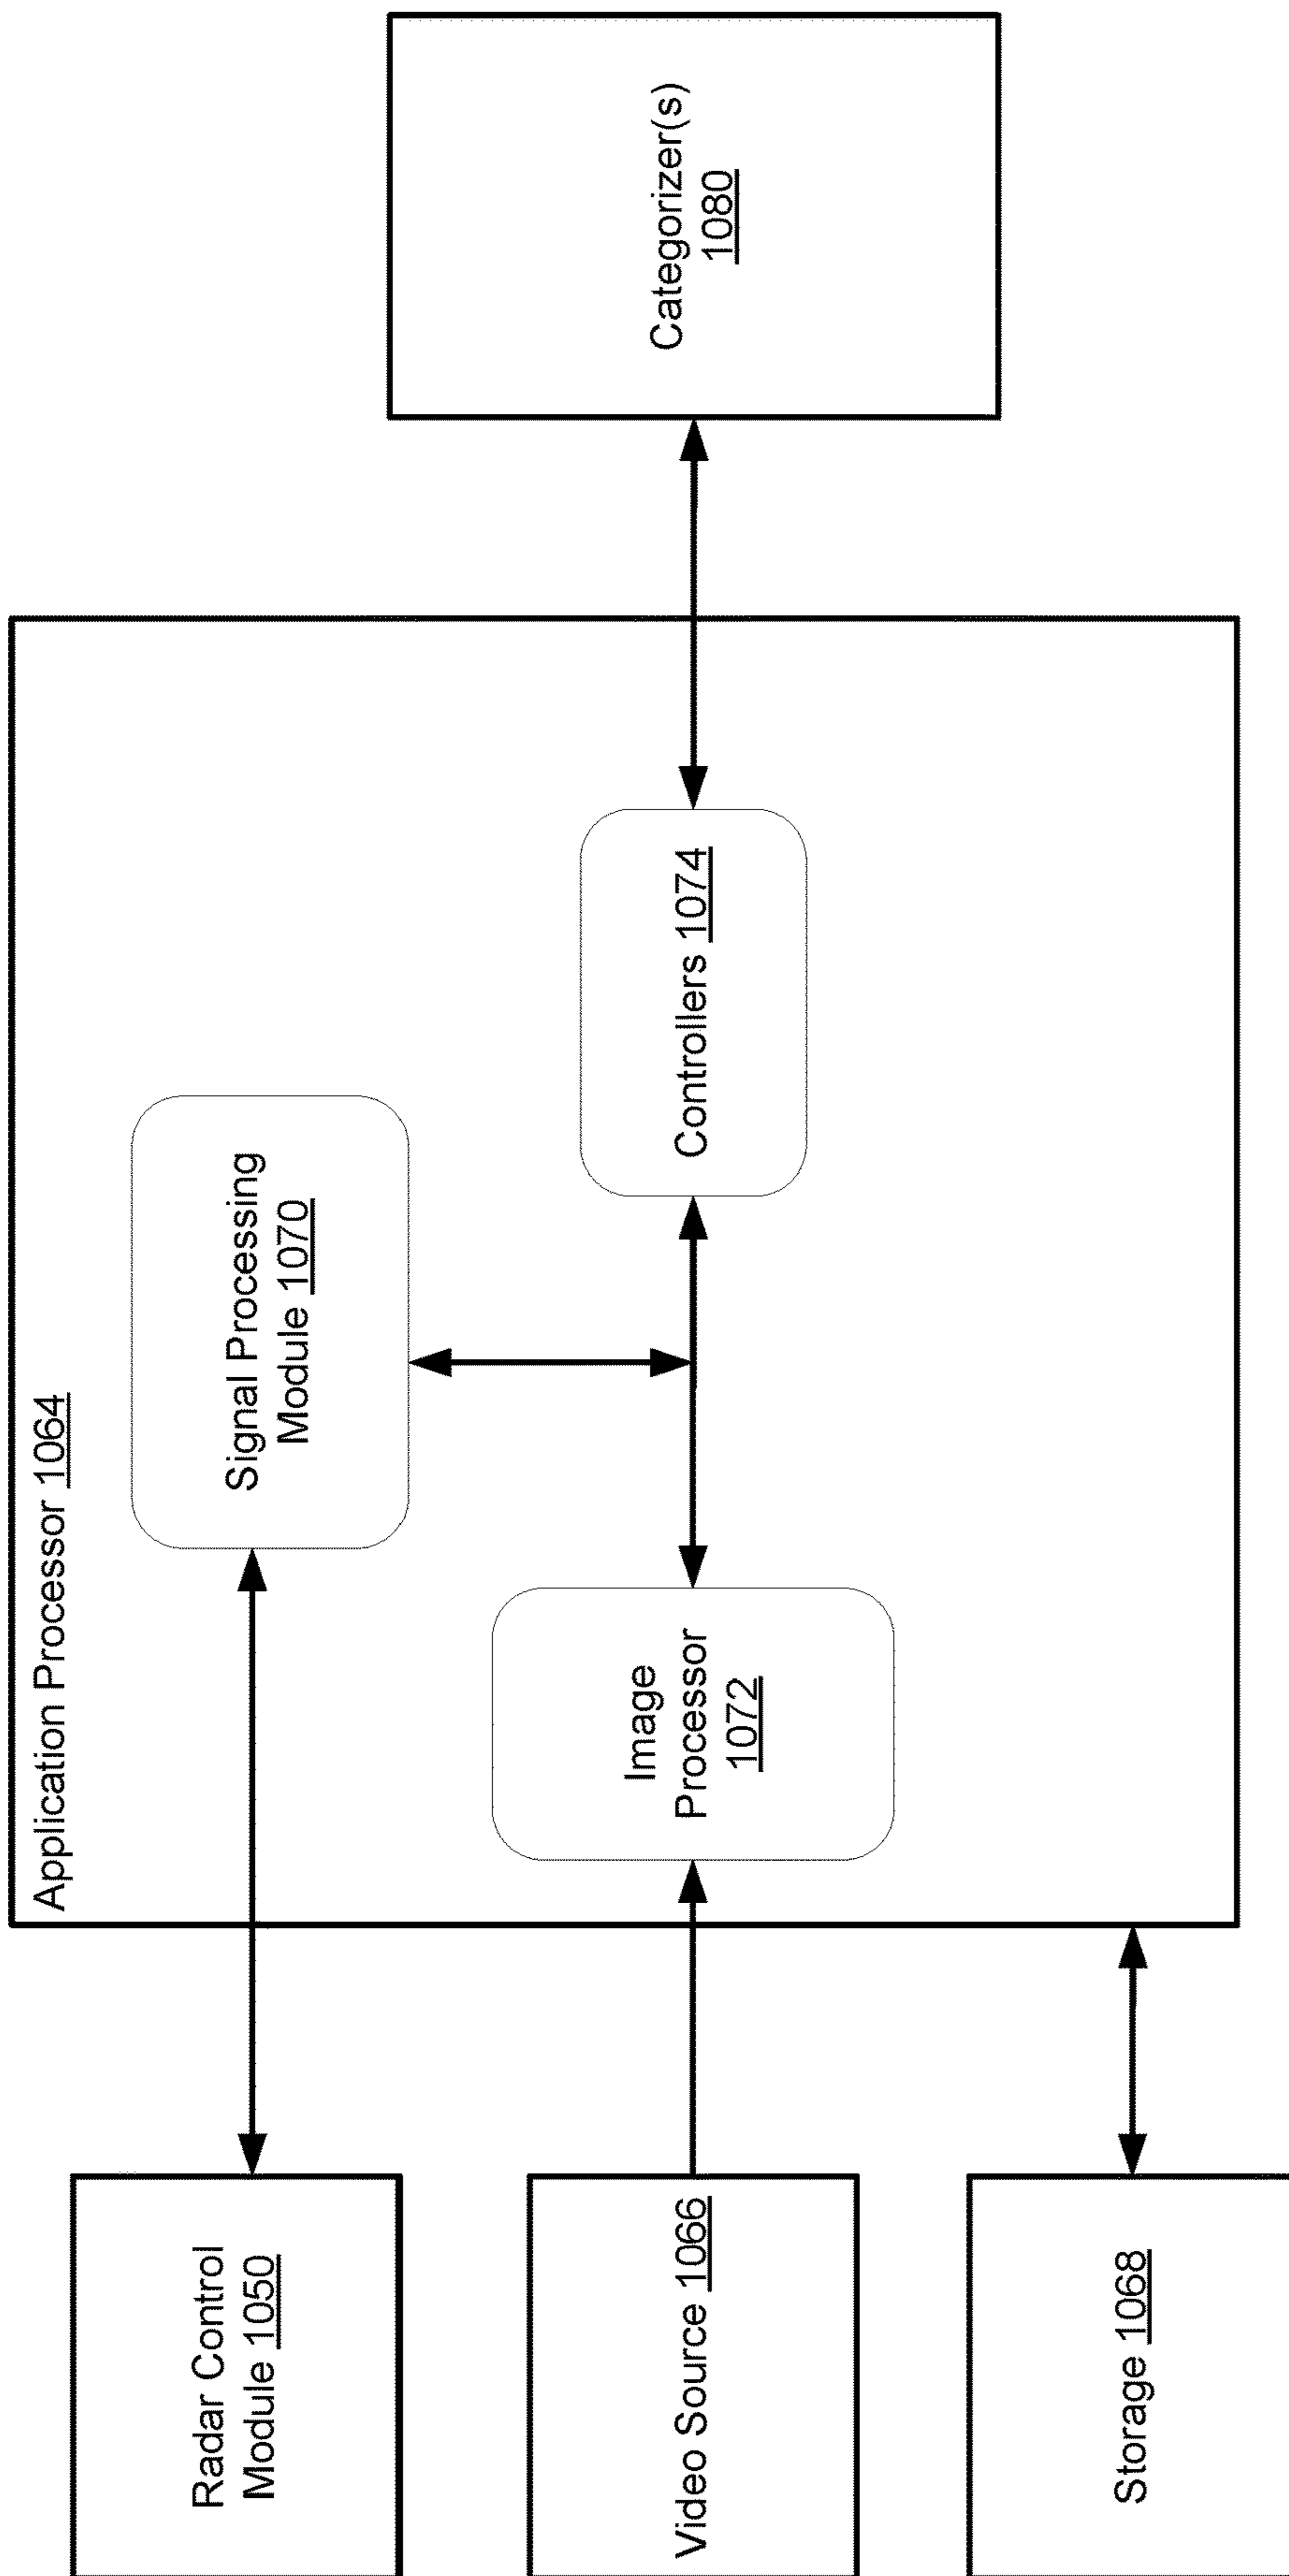 Application Processor 1064
Radar Control
Module 1050
Signal Processing
Module 1070
Video Source 1066
Image
Processor
1072
Controllers 1074
Categorizer(s)
1080
Storage 1068